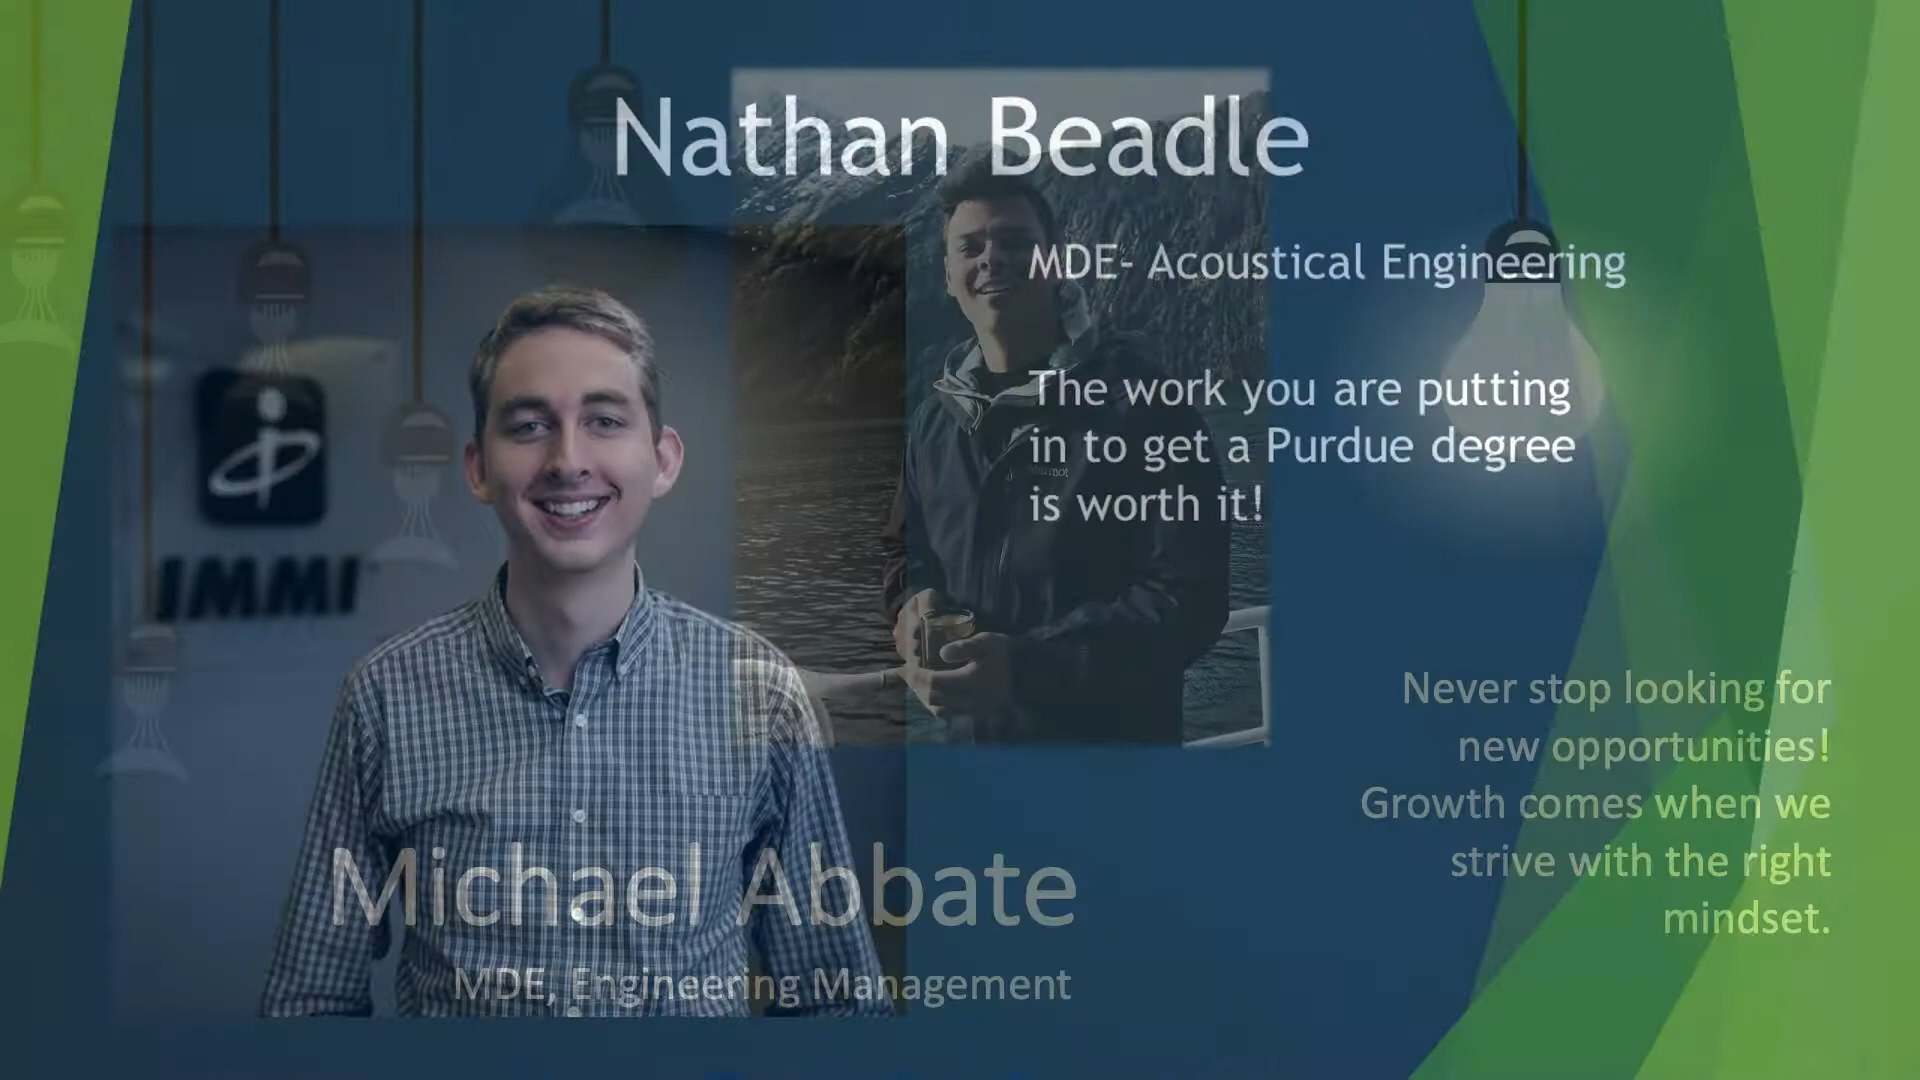 Nathan Beadle
MDE- Acoustical Engineering
The work you are putting
in to get a Purdue degree
is worth it!
IMMI
Never stop looking for
new opportunities!
Growth comes when we
strive with the right
mindset.
Michael Abbate
MDE, Engineering Management